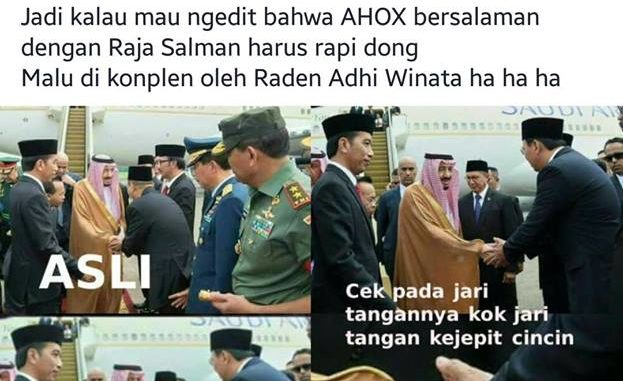 Jadi kalau mau ngedit bahwa AHOX bersalaman
dengan Raja Salman harus rapi dong
Malu di konplen oleh Raden Adhi Winata ha ha ha
SAUDI
ASLI
Cek pada jari
tangannya kok jari
tangan kejepit cincin